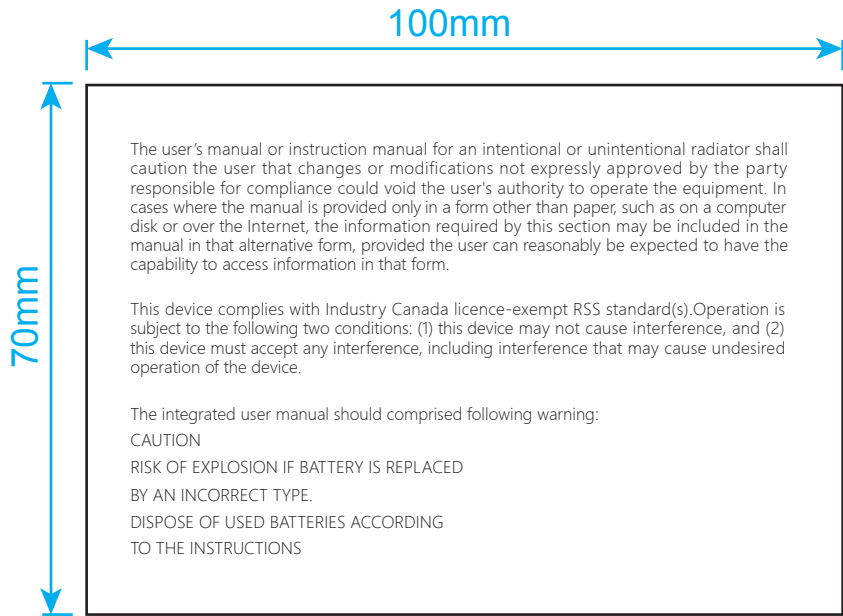 100mm
70mm
The user’s manual or instruction manual for an intentional or unintentional radiator shall
caution the user that changes or modifications not expressly approved by the party
responsible for compliance could void the user's authority to operate the equipment. In
cases where the manual is provided only in a form other than paper, such as on a computer
disk or over the Internet, the information required by this section may be included in the
manual in that alternative form, provided the user can reasonably be expected to have the
capability to access information in that form.
This device complies with Industry Canada licence-exempt RSS standard(s).Operation is
subject to the following two conditions: (1) this device may not cause interference, and (2)
this device must accept any interference, including interference that may cause undesired
operation of the device.
The integrated user manual should comprised following warning:
CAUTION
RISK OF EXPLOSION IF BATTERY IS REPLACED
BY AN INCORRECT TYPE.
DISPOSE OF USED BATTERIES ACCORDING
TO THE INSTRUCTIONS